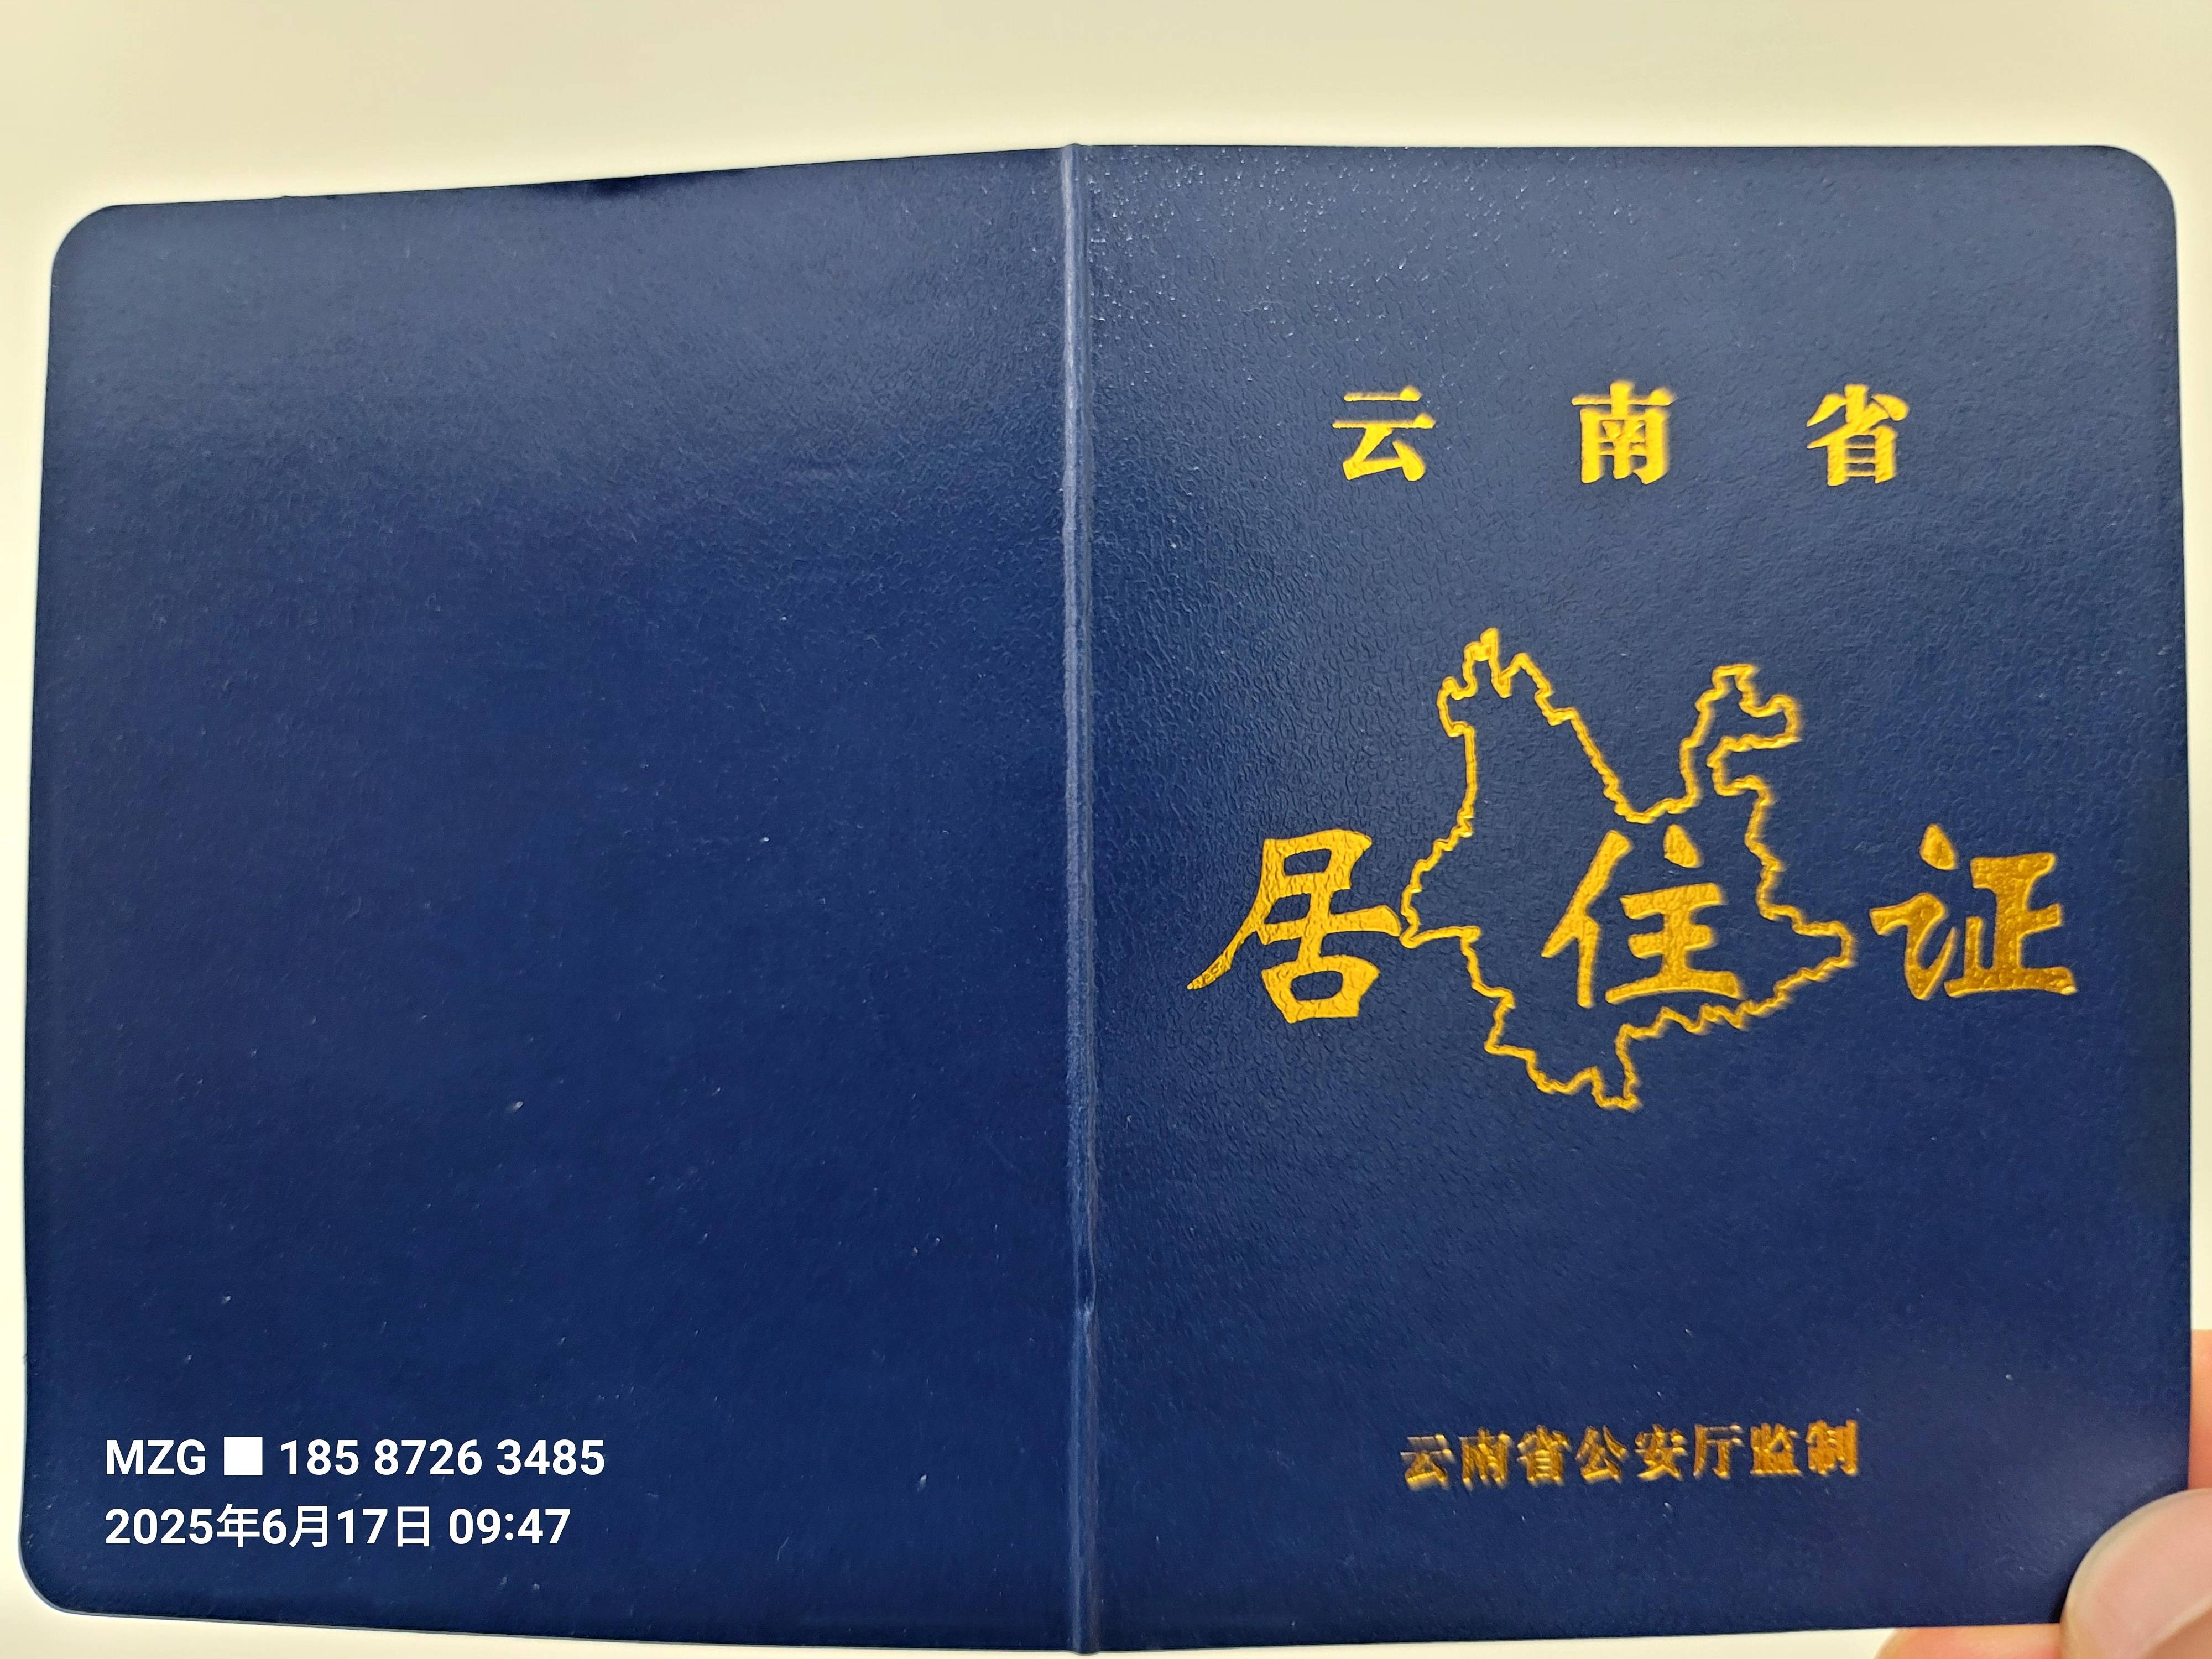 云南省
居住证
云南省公安厅监制
MZG ■ 185 8726 3485
2025年6月17日 09:47